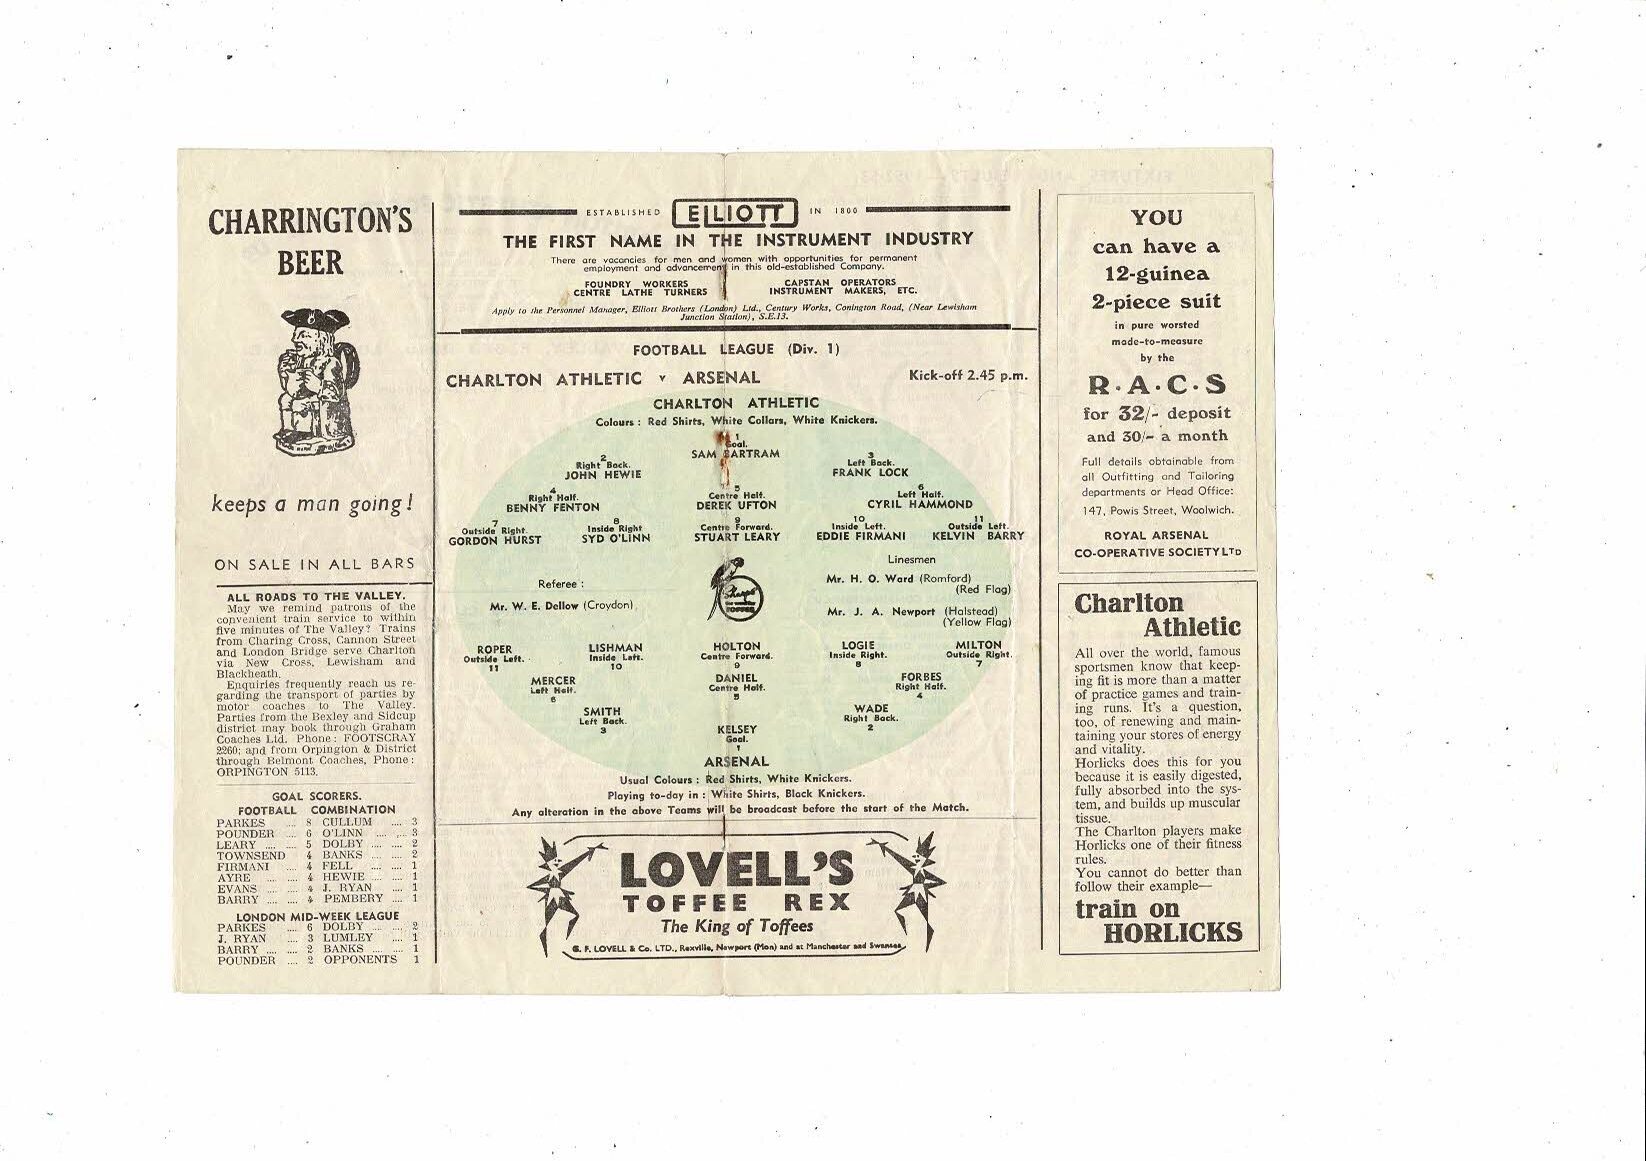 CHARRINGTON'S
BEER
keeps a man going!
ON SALE IN ALL BARS
ALL ROADS TO THE VALLEY.
May we remind patrons of the
convenient train service to within
five minutes of The Valley? Trains
from Charing Cross, Cannon Street
and London Bridge serve Charlton
via New Cross, Lewisham and
Blackheath.
Enquiries frequently reach us re-
garding the transport of parties by
motor coaches to The Valley.
Parties from the Bexley and Sidcup
district may book through Graham
Coaches Ltd. Phone: FOOTSCRAY
2260; and from Orpington & District
through Belmont Coaches, Phone:
ORPINGTON 5113.
GOAL SCORERS.
FOOTBALL COMBINATION
PARKES .... 8 CULLUM .... 3
POUNDER .... 6 O'LINN .... .... 3
LEARY .... .... 5 DOLBY .... .... 2
TOWNSEND 4 BANKS .... .... 2
FIRMANI .... 4 FELL .... .... 1
AYRE .... .... 4 HEWIE .... .... 1
EVANS .... .... 4 J. RYAN .... 1
BARRY .... .... 4 PEMBERY .... 1
LONDON MID-WEEK LEAGUE
PARKES .... 6 DOLBY .... .... 2
J. RYAN .... 3 LUMLEY .... 1
BARRY .... .... 2 BANKS .... .... 1
POUNDER .... 2 OPPONENTS 1
ESTABLISHED ELLIOTT IN 1800
THE FIRST NAME IN THE INSTRUMENT INDUSTRY
There are vacancies for men and women with opportunities for permanent
employment and advancement in this old-established Company.
FOUNDRY WORKERS CAPSTAN OPERATORS
CENTRE LATHE TURNERS INSTRUMENT MAKERS, ETC.
Apply to the Personnel Manager, Elliott Brothers (London) Ltd., Century Works, Conington Road, (Near Lewisham
Junction Station), S.E.13.
FOOTBALL LEAGUE (Div. 1)
CHARLTON ATHLETIC v ARSENAL Kick-off 2.45 p.m.
CHARLTON ATHLETIC
Colours : Red Shirts, White Collars, White Knickers.
1
Goal.
SAM BARTRAM
2 3
Right Back. Left Back.
JOHN HEWIE FRANK LOCK
4 5 6
Right Half. Centre Half. Left Half.
BENNY FENTON DEREK UFTON CYRIL HAMMOND
7 8 9 10 11
Outside Right. Inside Right Centre Forward. Inside Left. Outside Left.
GORDON HURST SYD O'LINN STUART LEARY EDDIE FIRMANI KELVIN BARRY
Linesmen
Referee : Mr. H. O. Ward (Romford)
(Red Flag)
Mr. W. E. Dellow (Croydon) Mr. J. A. Newport (Halstead)
(Yellow Flag)
Sharps
TOFFEE
ROPER LISHMAN HOLTON LOGIE MILTON
Outside Left. Inside Left. Centre Forward. Inside Right. Outside Right.
11 10 9 8 7
MERCER DANIEL FORBES
Left Half. Centre Half. Right Half.
6 5 4
SMITH WADE
Left Back. Right Back.
3 2
KELSEY
Goal.
1
ARSENAL
Usual Colours : Red Shirts, White Knickers.
Playing to-day in : White Shirts, Black Knickers.
Any alteration in the above Teams will be broadcast before the start of the Match.
LOVELL'S
TOFFEE REX
The King of Toffees
G. F. LOVELL & Co. LTD., Rexville, Newport (Mon) and at Manchester and Swansea.
YOU
can have a
12-guinea
2-piece suit
in pure worsted
made-to-measure
by the
R·A·C·S
for 32/- deposit
and 30/- a month
Full details obtainable from
all Outfitting and Tailoring
departments or Head Office:
147, Powis Street, Woolwich.
ROYAL ARSENAL
CO-OPERATIVE SOCIETY LTD
Charlton
Athletic
All over the world, famous
sportsmen know that keep-
ing fit is more than a matter
of practice games and train-
ing runs. It's a question,
too, of renewing and main-
taining your stores of energy
and vitality.
Horlicks does this for you
because it is easily digested,
fully absorbed into the sys-
tem, and builds up muscular
tissue.
The Charlton players make
Horlicks one of their fitness
rules.
You cannot do better than
follow their example—
train on
HORLICKS